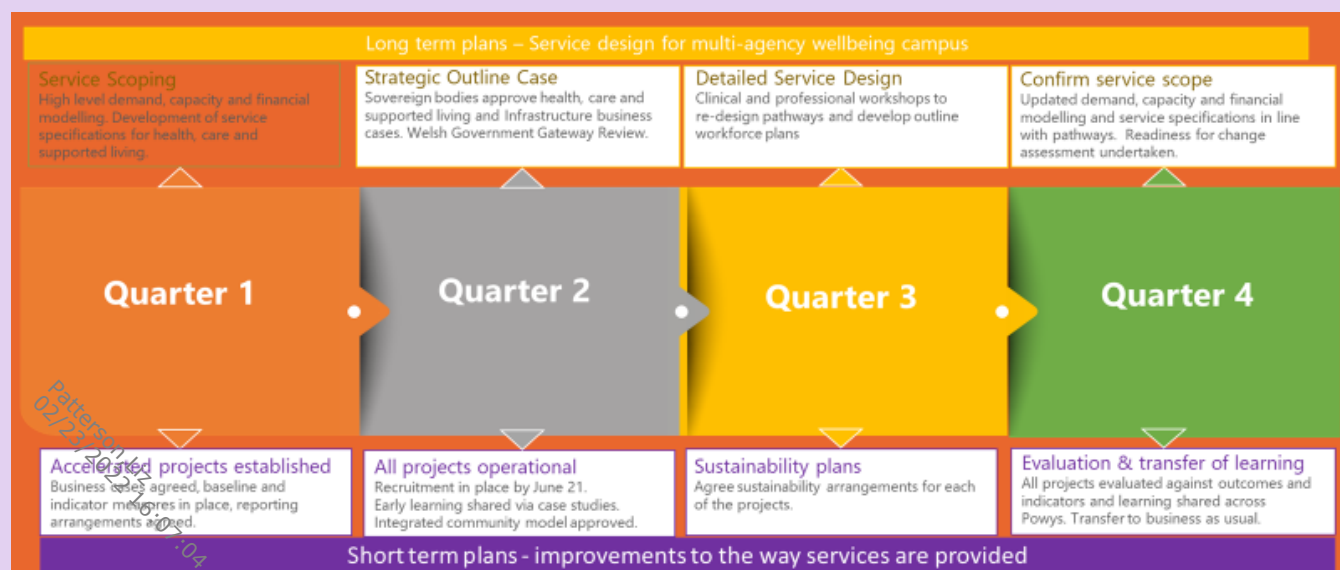 Long term plans – Service design for multi-agency wellbeing campus
Service Scoping
High level demand, capacity and financial
modelling. Development of service
specifications for health, care and
supported living.
Strategic Outline Case
Sovereign bodies approve health, care and
supported living and Infrastructure business
cases. Welsh Government Gateway Review.
Detailed Service Design
Clinical and professional workshops to
re-design pathways and develop outline
workforce plans
Confirm service scope
Updated demand, capacity and financial
modelling and service specifications in line
with pathways. Readiness for change
assessment undertaken.
Quarter 1
Quarter 2
Quarter 3
Quarter 4
Accelerated projects established
Business cases agreed, baseline and
indicator measures in place, reporting
arrangements agreed.
All projects operational
Recruitment in place by June 21.
Early learning shared via case studies.
Integrated community model approved.
Sustainability plans
Agree sustainability arrangements for each
of the projects.
Evaluation & transfer of learning
All projects evaluated against outcomes and
indicators and learning shared across
Powys. Transfer to business as usual.
Short term plans - improvements to the way services are provided
Patterson